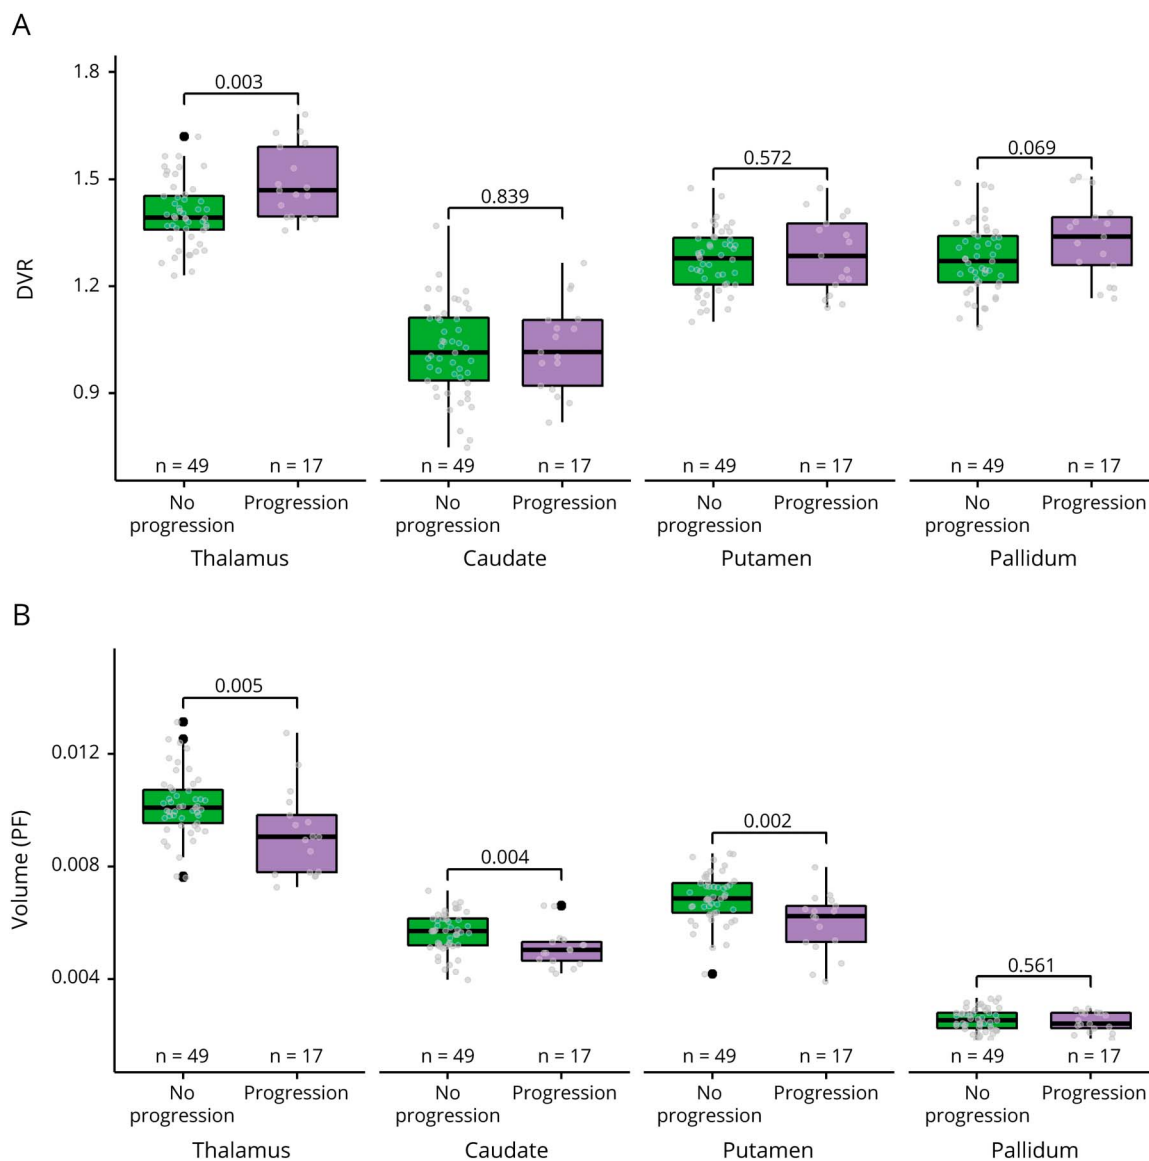 A
1.8
1.5
1.2
0.9
DVR
0.003
0.839
0.572
0.069
n = 49 n = 17 n = 49 n = 17 n = 49 n = 17 n = 49 n = 17
No progression Progression No progression Progression No progression Progression No progression Progression
Thalamus Caudate Putamen Pallidum
B
0.012
0.008
0.004
Volume (PF)
0.005
0.004
0.002
0.561
n = 49 n = 17 n = 49 n = 17 n = 49 n = 17 n = 49 n = 17
No progression Progression No progression Progression No progression Progression No progression Progression
Thalamus Caudate Putamen Pallidum